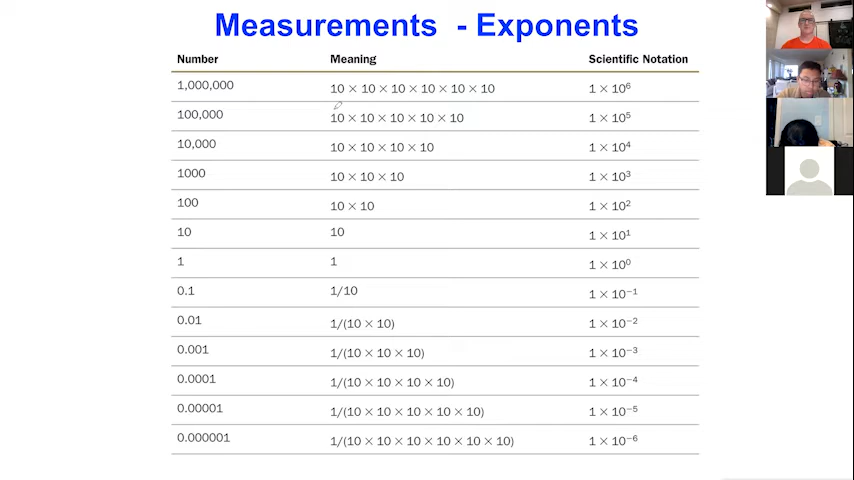 Measurements - Exponents
Number Meaning Scientific Notation
1,000,000 10 × 10 × 10 × 10 × 10 × 10 1 × 10⁶
100,000 10 × 10 × 10 × 10 × 10 1 × 10⁵
10,000 10 × 10 × 10 × 10 1 × 10⁴
1000 10 × 10 × 10 1 × 10³
100 10 × 10 1 × 10²
10 10 1 × 10¹
1 1 1 × 10⁰
0.1 1/10 1 × 10⁻¹
0.01 1/(10 × 10) 1 × 10⁻²
0.001 1/(10 × 10 × 10) 1 × 10⁻³
0.0001 1/(10 × 10 × 10 × 10) 1 × 10⁻⁴
0.00001 1/(10 × 10 × 10 × 10 × 10) 1 × 10⁻⁵
0.000001 1/(10 × 10 × 10 × 10 × 10 × 10) 1 × 10⁻⁶